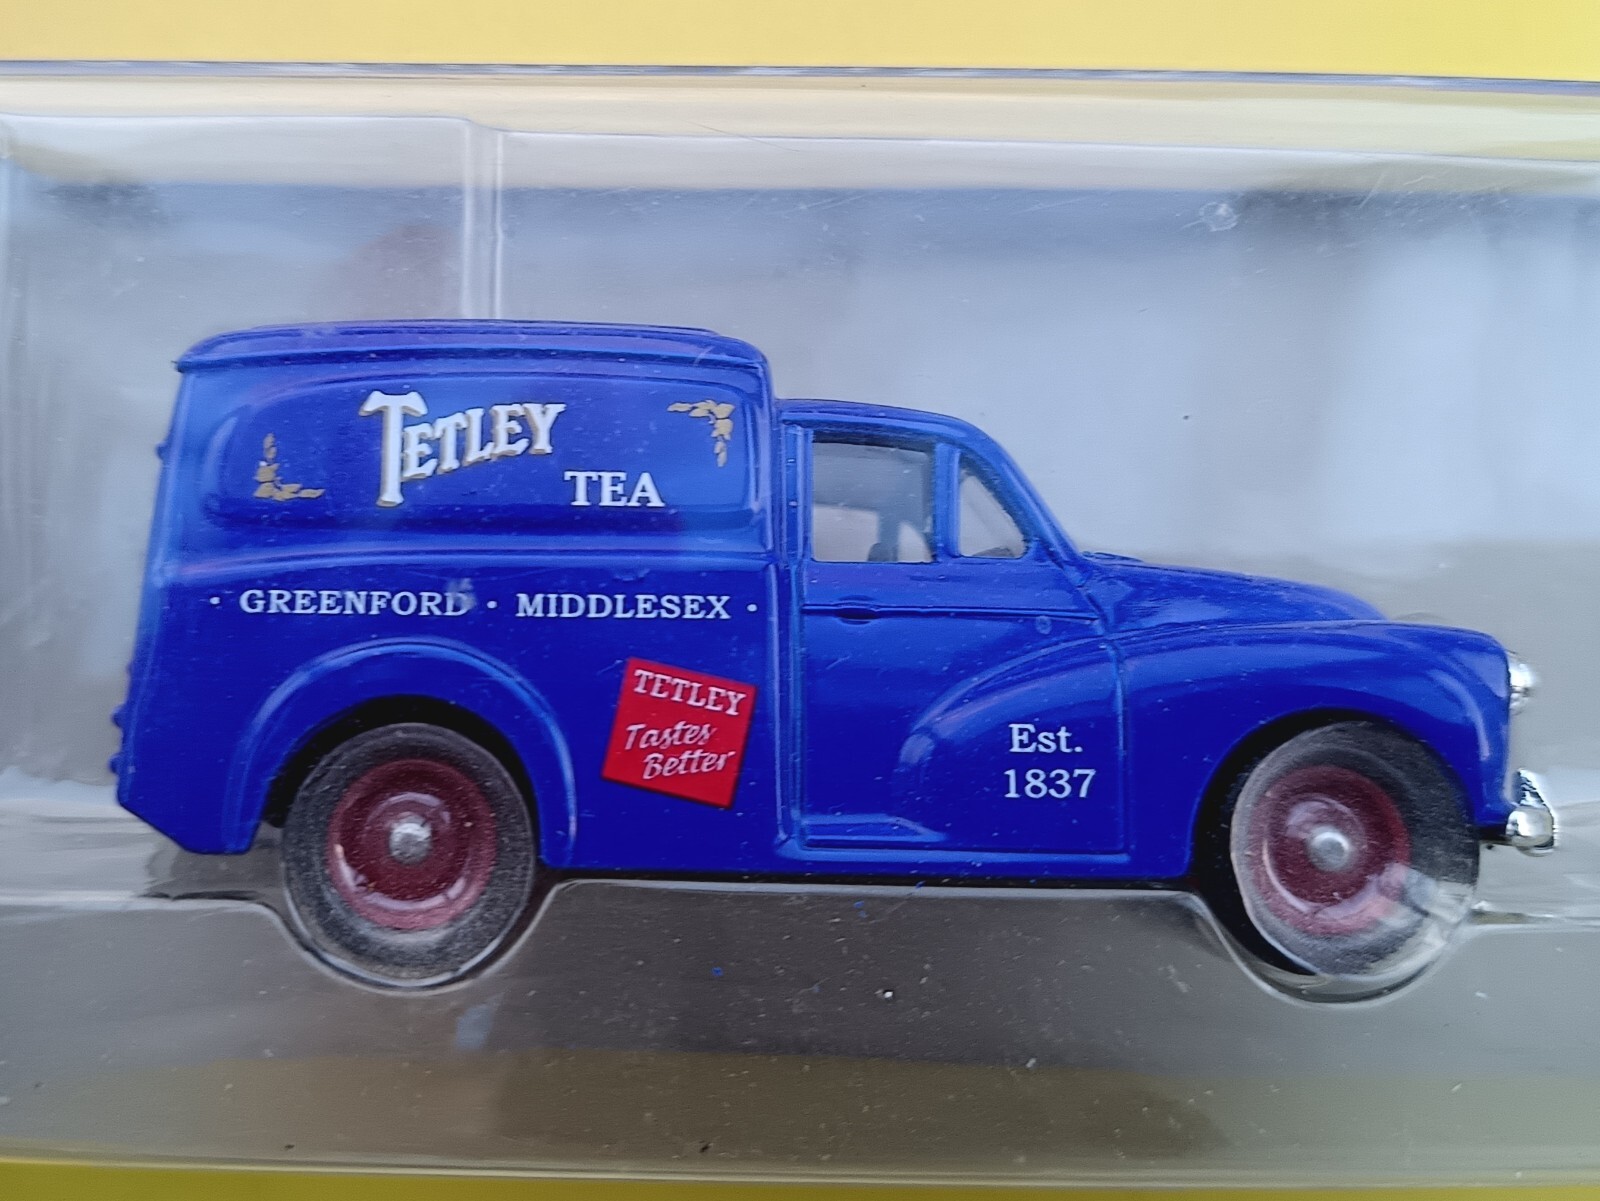 TETLEY
TEA
· GREENFORD · MIDDLESEX ·
TETLEY
Tastes
Better
Est.
1837